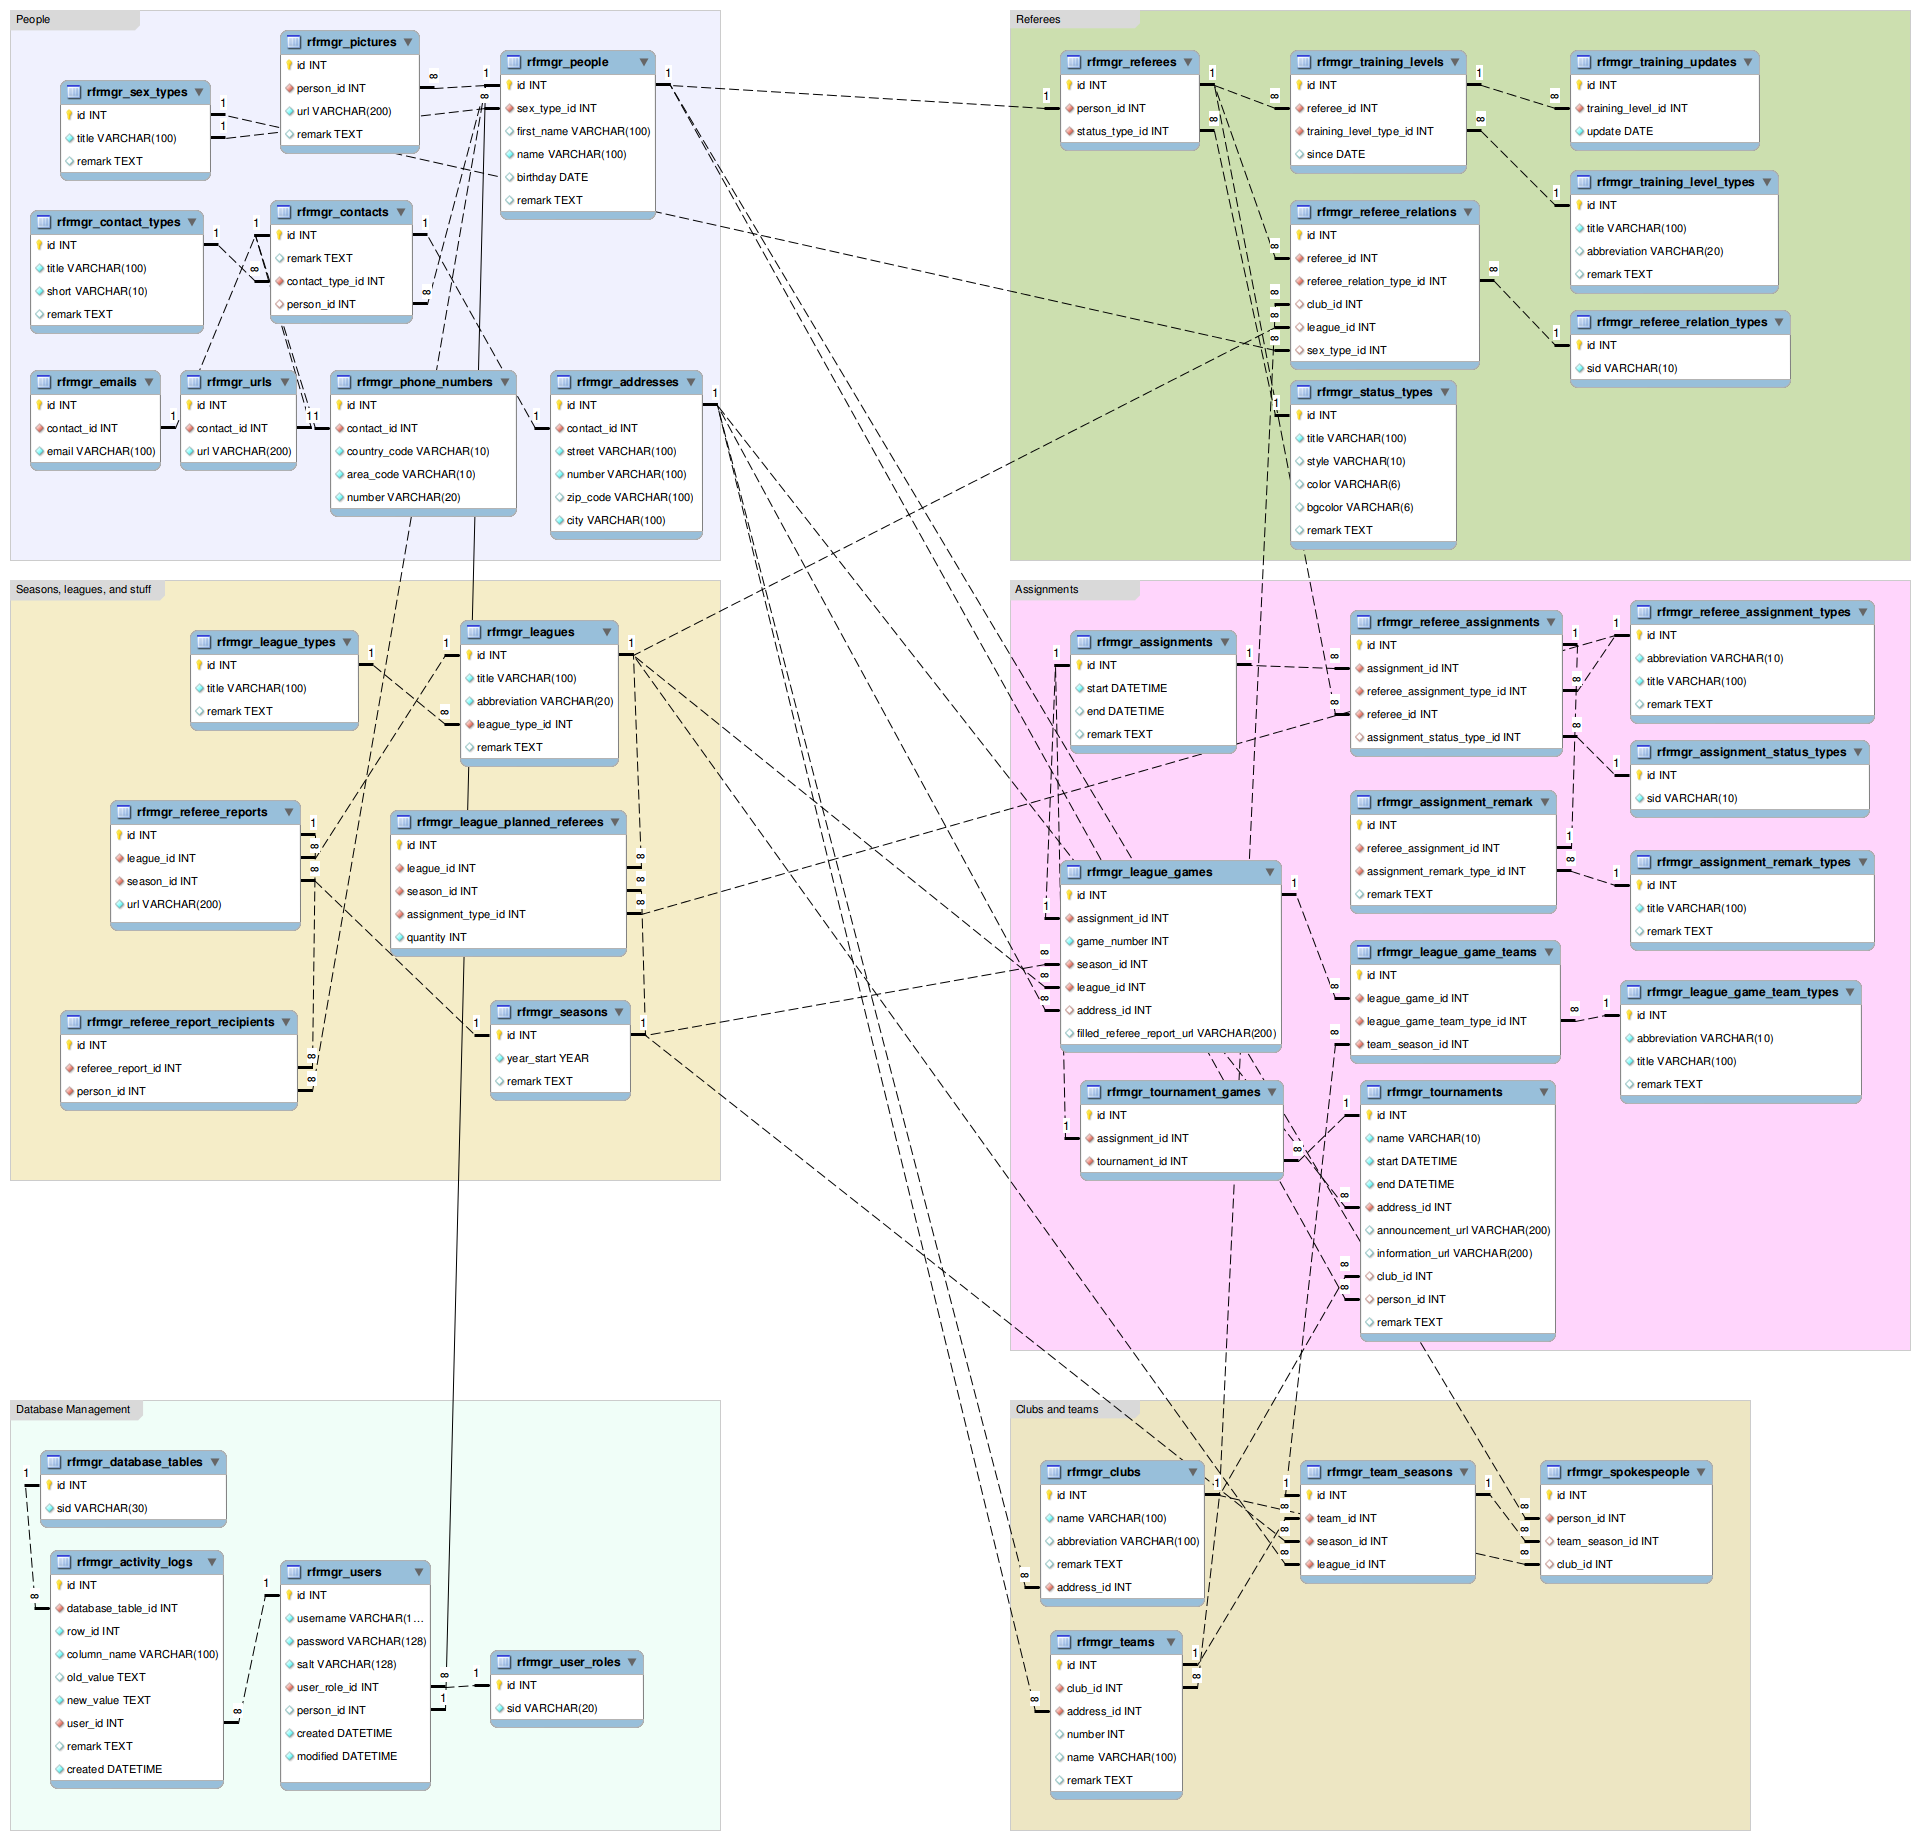 People
rfrmgr_pictures
id INT
person_id INT
url VARCHAR(200)
remark TEXT
rfrmgr_people
id INT
sex_type_id INT
first_name VARCHAR(100)
name VARCHAR(100)
birthday DATE
remark TEXT
rfrmgr_sex_types
id INT
title VARCHAR(100)
remark TEXT
rfrmgr_contact_types
id INT
title VARCHAR(100)
short VARCHAR(10)
remark TEXT
rfrmgr_contacts
id INT
remark TEXT
contact_type_id INT
person_id INT
rfrmgr_emails
id INT
contact_id INT
email VARCHAR(100)
rfrmgr_urls
id INT
contact_id INT
url VARCHAR(200)
rfrmgr_phone_numbers
id INT
contact_id INT
country_code VARCHAR(10)
area_code VARCHAR(10)
number VARCHAR(20)
rfrmgr_addresses
id INT
contact_id INT
street VARCHAR(100)
number VARCHAR(100)
zip_code VARCHAR(100)
city VARCHAR(100)
Referees
rfrmgr_referees
id INT
person_id INT
status_type_id INT
rfrmgr_training_levels
id INT
referee_id INT
training_level_type_id INT
since DATE
rfrmgr_training_updates
id INT
training_level_id INT
update DATE
rfrmgr_training_level_types
id INT
title VARCHAR(100)
abbreviation VARCHAR(20)
remark TEXT
rfrmgr_referee_relations
id INT
referee_id INT
referee_relation_type_id INT
club_id INT
league_id INT
sex_type_id INT
rfrmgr_referee_relation_types
id INT
sid VARCHAR(10)
rfrmgr_status_types
id INT
title VARCHAR(100)
style VARCHAR(10)
color VARCHAR(6)
bgcolor VARCHAR(6)
remark TEXT
Seasons, leagues, and stuff
rfrmgr_league_types
id INT
title VARCHAR(100)
remark TEXT
rfrmgr_leagues
id INT
title VARCHAR(100)
abbreviation VARCHAR(20)
league_type_id INT
remark TEXT
rfrmgr_referee_reports
id INT
league_id INT
season_id INT
url VARCHAR(200)
rfrmgr_league_planned_referees
id INT
league_id INT
season_id INT
assignment_type_id INT
quantity INT
rfrmgr_referee_report_recipients
id INT
referee_report_id INT
person_id INT
rfrmgr_seasons
id INT
year_start YEAR
remark TEXT
Assignments
rfrmgr_assignments
id INT
start DATETIME
end DATETIME
remark TEXT
rfrmgr_referee_assignments
id INT
assignment_id INT
referee_assignment_type_id INT
referee_id INT
assignment_status_type_id INT
rfrmgr_referee_assignment_types
id INT
abbreviation VARCHAR(10)
title VARCHAR(100)
remark TEXT
rfrmgr_assignment_status_types
id INT
sid VARCHAR(10)
rfrmgr_assignment_remark
id INT
referee_assignment_id INT
assignment_remark_type_id INT
remark TEXT
rfrmgr_assignment_remark_types
id INT
title VARCHAR(100)
remark TEXT
rfrmgr_league_games
id INT
assignment_id INT
game_number INT
season_id INT
league_id INT
address_id INT
filled_referee_report_url VARCHAR(200)
rfrmgr_league_game_teams
id INT
league_game_id INT
league_game_team_type_id INT
team_season_id INT
rfrmgr_league_game_team_types
id INT
abbreviation VARCHAR(10)
title VARCHAR(100)
remark TEXT
rfrmgr_tournament_games
id INT
assignment_id INT
tournament_id INT
rfrmgr_tournaments
id INT
name VARCHAR(10)
start DATETIME
end DATETIME
address_id INT
announcement_url VARCHAR(200)
information_url VARCHAR(200)
club_id INT
person_id INT
remark TEXT
Database Management
rfrmgr_database_tables
id INT
sid VARCHAR(30)
rfrmgr_activity_logs
id INT
database_table_id INT
row_id INT
column_name VARCHAR(100)
old_value TEXT
new_value TEXT
user_id INT
remark TEXT
created DATETIME
rfrmgr_users
id INT
username VARCHAR(1...
password VARCHAR(128)
salt VARCHAR(128)
user_role_id INT
person_id INT
created DATETIME
modified DATETIME
rfrmgr_user_roles
id INT
sid VARCHAR(20)
Clubs and teams
rfrmgr_clubs
id INT
name VARCHAR(100)
abbreviation VARCHAR(100)
remark TEXT
address_id INT
rfrmgr_team_seasons
id INT
team_id INT
season_id INT
league_id INT
rfrmgr_spokespeople
id INT
person_id INT
team_season_id INT
club_id INT
rfrmgr_teams
id INT
club_id INT
address_id INT
number INT
name VARCHAR(100)
remark TEXT